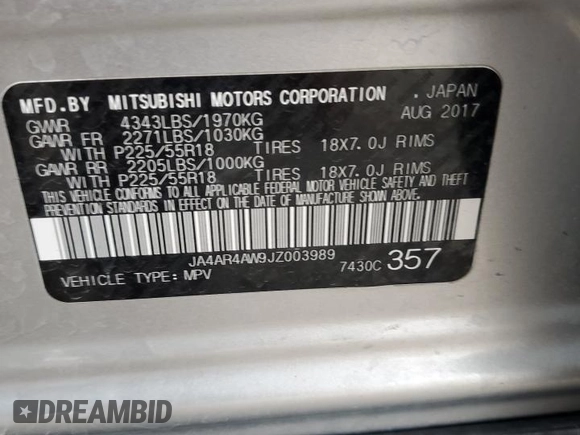 MFD.BY MITSUBISHI MOTORS CORPORATION . JAPAN
GVWR 4343LBS/1970KG AUG 2017
GAWR FR 2271LBS/1030KG
WITH P225/55R18 TIRES 18X7.0J RIMS
GAWR RR 2205LBS/1000KG
WITH P225/55R18 TIRES 18X7.0J RIMS
THIS VEHICLE CONFORMS TO ALL APPLICABLE FEDERAL MOTOR VEHICLE SAFETY AND THEFT
PREVENTION STANDARDS IN EFFECT ON THE DATE OF MANUFACTURE SHOWN ABOVE.
JA4AR4AW9JZ003989
VEHICLE TYPE: MPV 7430C 357
DREAMBID